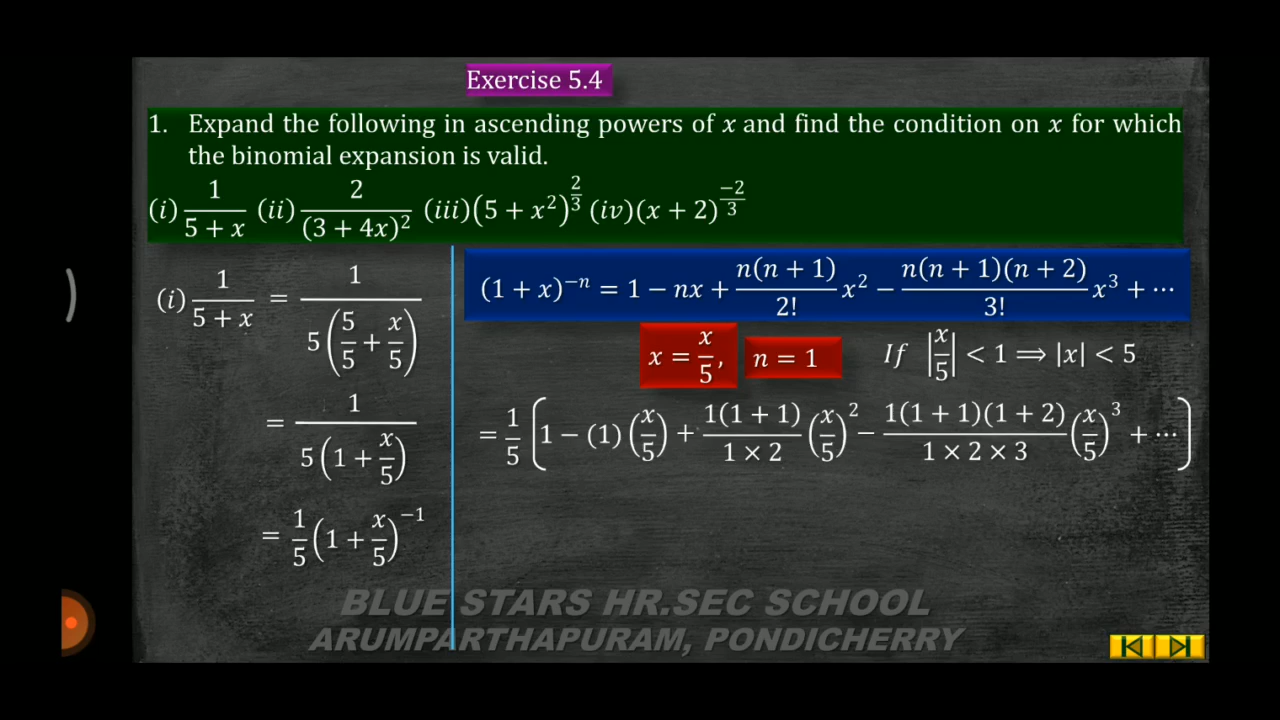 Exercise 5.4
1. Expand the following in ascending powers of x and find the condition on x for which
the binomial expansion is valid.
(i) 1/(5 + x) (ii) 2/(3 + 4x)² (iii)(5 + x²)^(2/3) (iv)(x + 2)^(−2/3)
(i) 1/(5 + x) = 1/(5(5/5 + x/5))
= 1/(5(1 + x/5))
= 1/5 (1 + x/5)⁻¹
(1 + x)⁻ⁿ = 1 − nx + n(n + 1)/2! x² − n(n + 1)(n + 2)/3! x³ + ⋯
x = x/5, n = 1 If |x/5| < 1 ⟹ |x| < 5
= 1/5 [1 − (1)(x/5) + 1(1 + 1)/(1 × 2) (x/5)² − 1(1 + 1)(1 + 2)/(1 × 2 × 3) (x/5)³ + ⋯]
BLUE STARS HR.SEC SCHOOL
ARUMPARTHAPURAM, PONDICHERRY